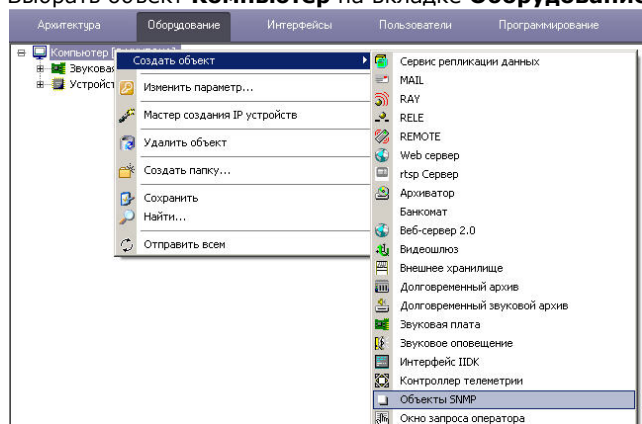 Выбрать объект Компьютер на вкладке Оборудование
Архитектура Оборудование Интерфейсы Пользователи Программирование
Компьютер
Звуковая
Устройст
Создать объект
Изменить параметр...
Мастер создания IP устройств
Удалить объект
Создать папку...
Сохранить
Найти...
Отправить всем
Сервис репликации данных
MAIL
RAY
RELE
REMOTE
Web сервер
rtsp Сервер
Архиватор
Банкомат
Веб-сервер 2.0
Видеошлюз
Внешнее хранилище
Долговременный архив
Долговременный звуковой архив
Звуковая плата
Звуковое оповещение
Интерфейс IIDK
Контроллер телеметрии
Объекты SNMP
Окно запроса оператора